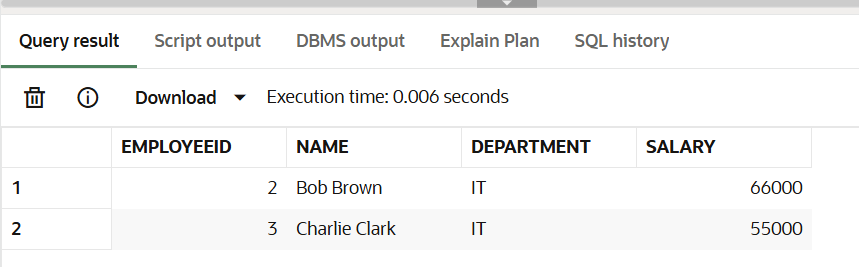 Query result Script output DBMS output Explain Plan SQL history
Download Execution time: 0.006 seconds
EMPLOYEEID NAME DEPARTMENT SALARY
1 2 Bob Brown IT 66000
2 3 Charlie Clark IT 55000